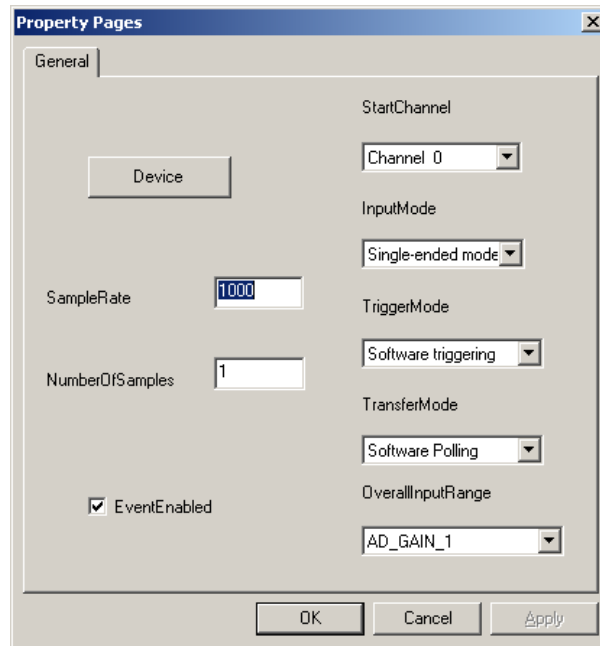 Property Pages
General
Device
SampleRate
1000
NumberOfSamples
1
EventEnabled
StartChannel
Channel 0
InputMode
Single-ended mode
TriggerMode
Software triggering
TransferMode
Software Polling
OverallInputRange
AD_GAIN_1
OK
Cancel
Apply